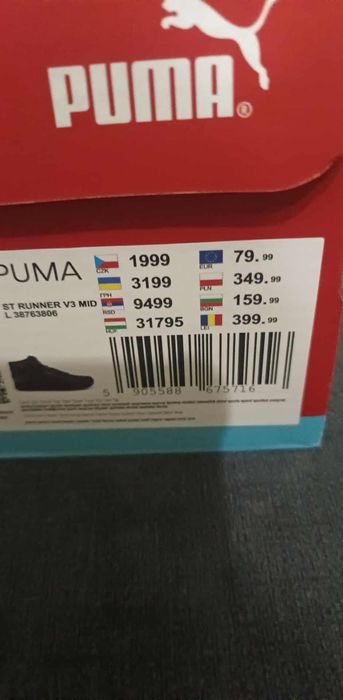 PUMA®
PUMA
ST RUNNER V3 MID
L 38763806
CZK 1999
ГРН 3199
RSD 9499
HUF 31795
EUR 79.99
PLN 349.99
BGN 159.99
LEI 399.99
5 905588 675716